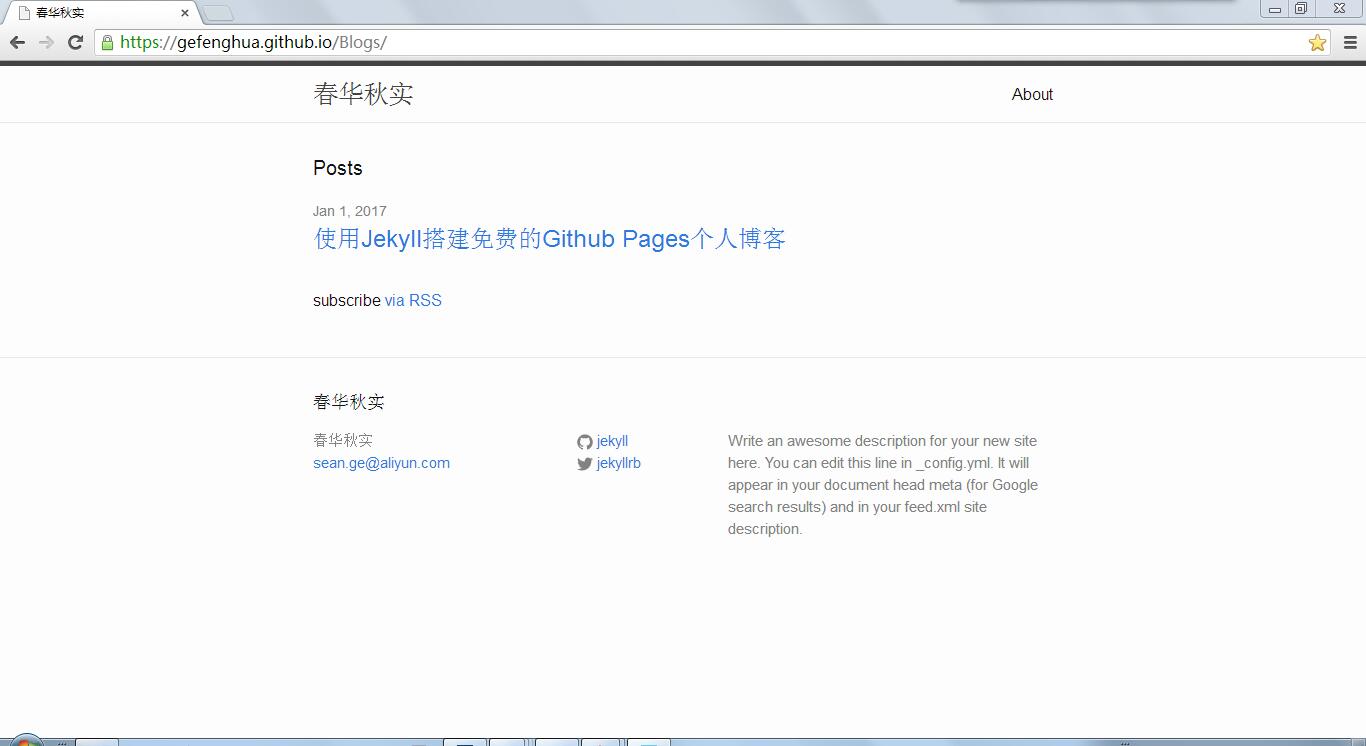 春华秋实
https://gefenghua.github.io/Blogs/
春华秋实
About
Posts
Jan 1, 2017
使用Jekyll搭建免费的Github Pages个人博客
subscribe via RSS
春华秋实
春华秋实
sean.ge@aliyun.com
jekyll
jekyllrb
Write an awesome description for your new site
here. You can edit this line in _config.yml. It will
appear in your document head meta (for Google
search results) and in your feed.xml site
description.